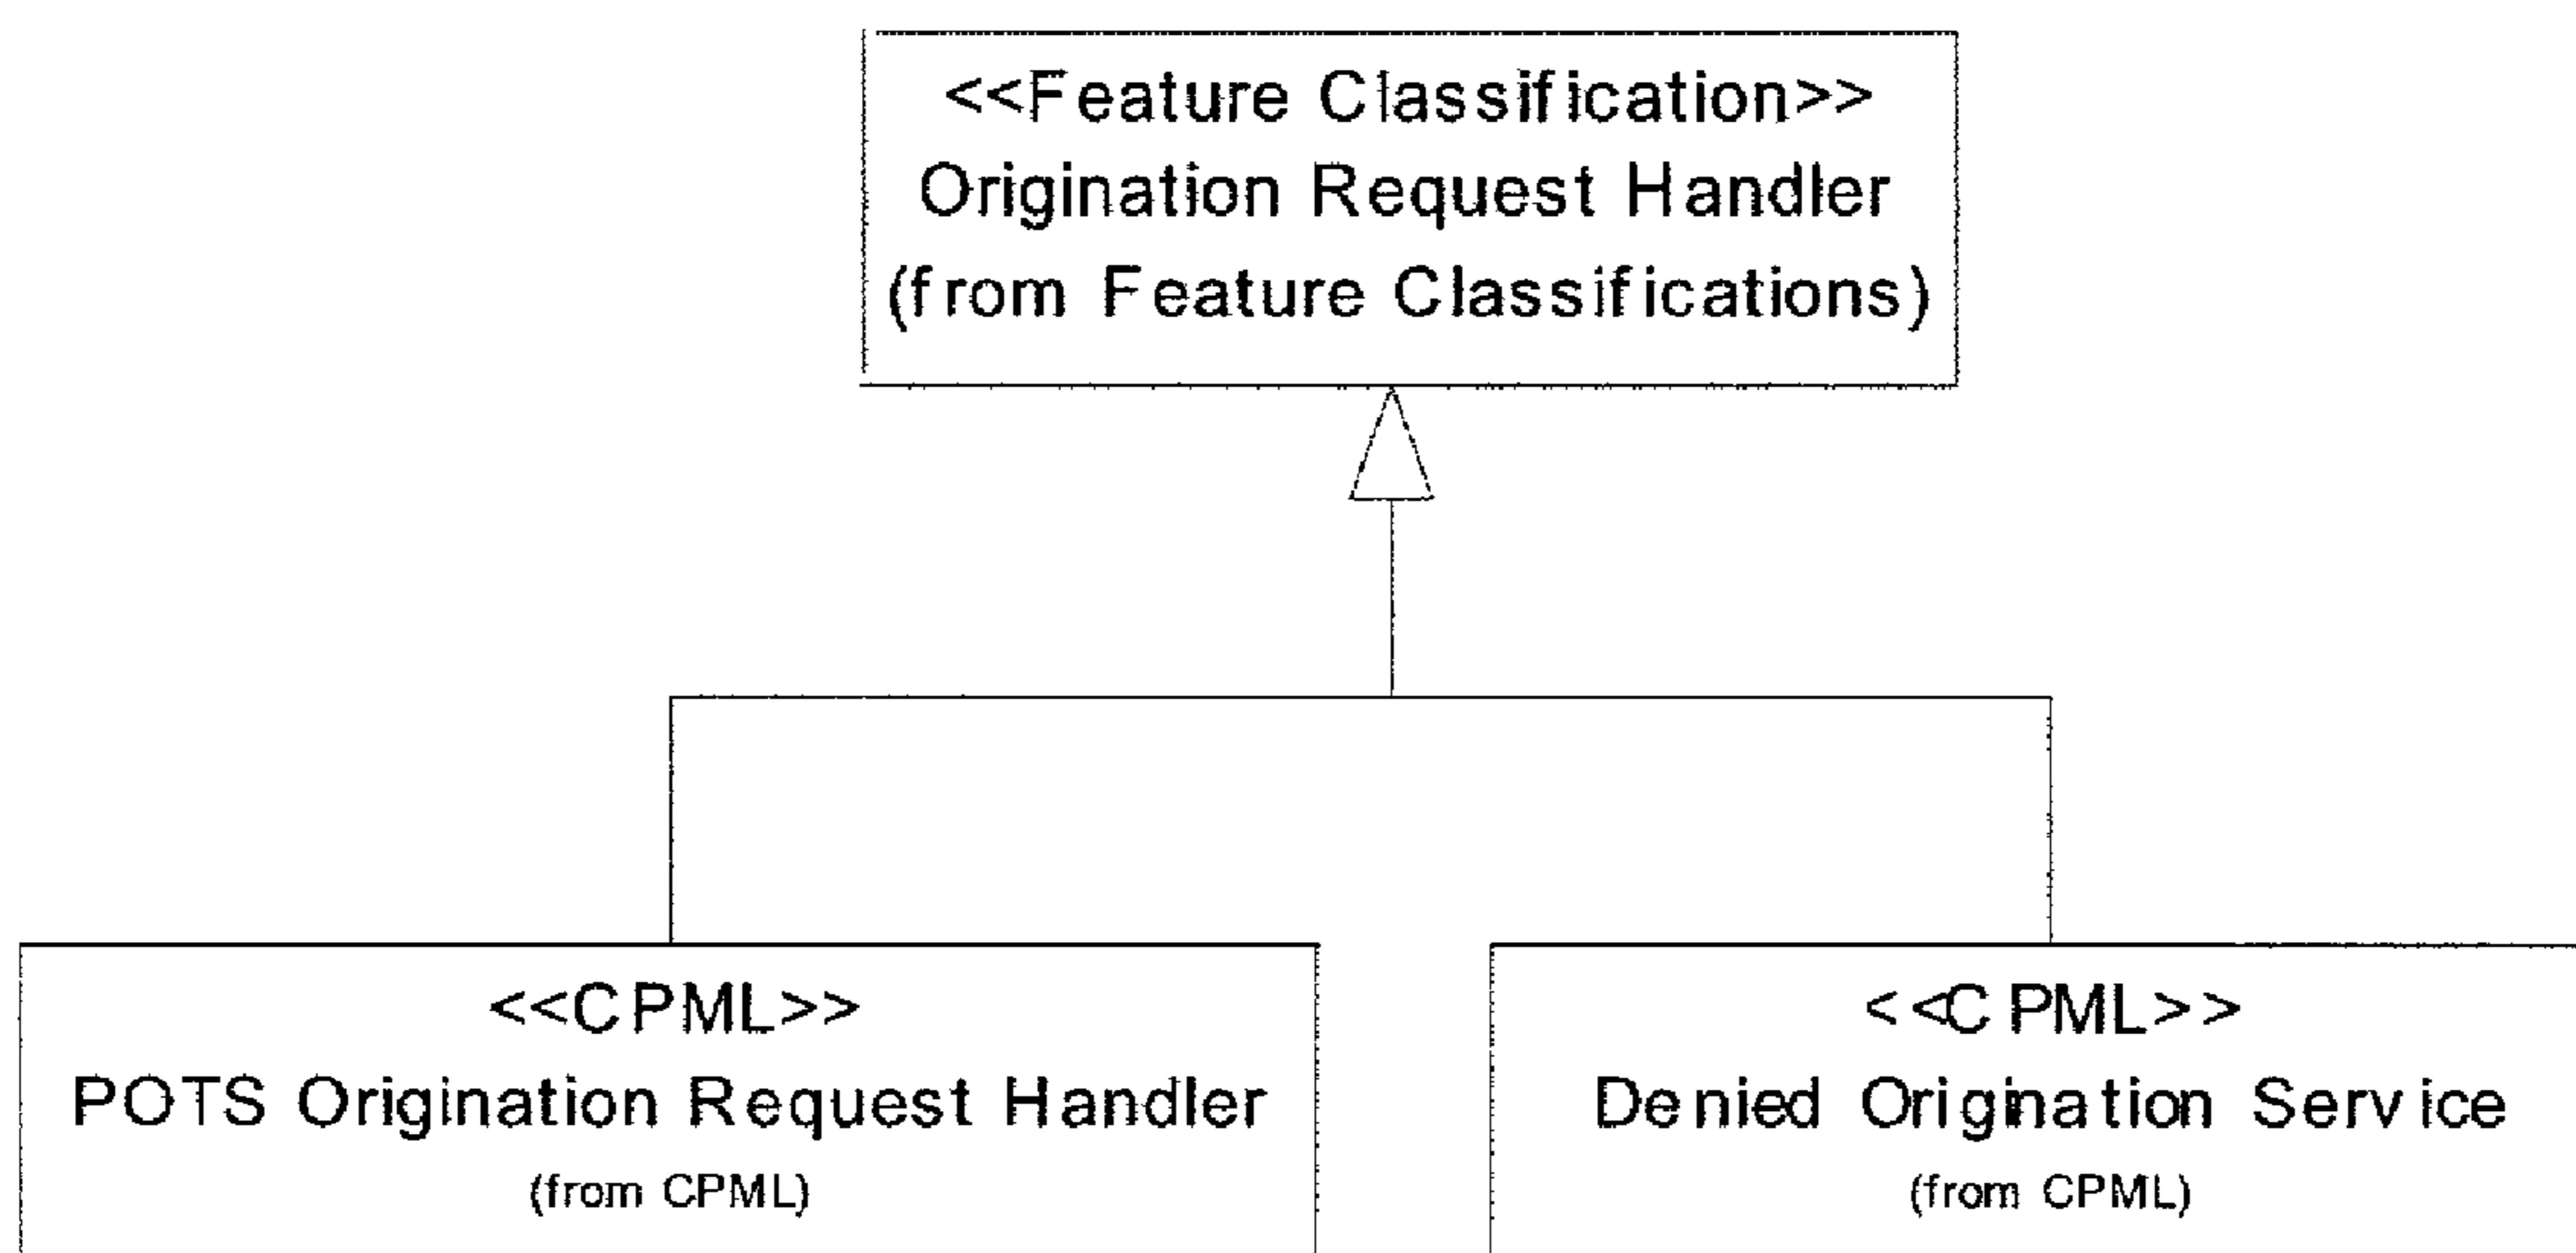 <<Feature Classification>>
Origination Request Handler
(from Feature Classifications)
<<CPML>>
POTS Origination Request Handler
(from CPML)
<<CPML>>
Denied Origination Service
(from CPML)